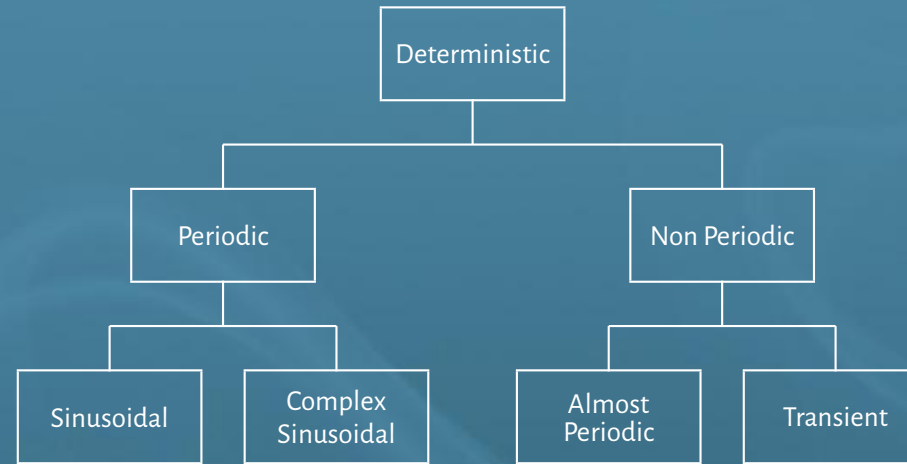 Deterministic
Periodic
Non Periodic
Sinusoidal
Complex
Sinusoidal
Almost
Periodic
Transient